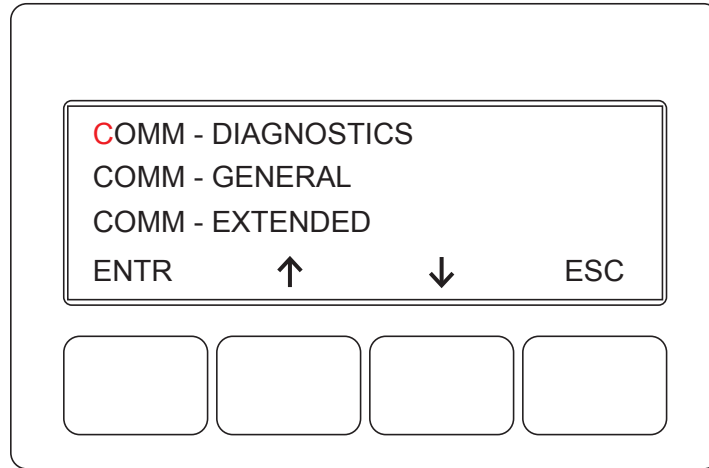 COMM - DIAGNOSTICS
COMM - GENERAL
COMM - EXTENDED
ENTR ↑ ↓ ESC